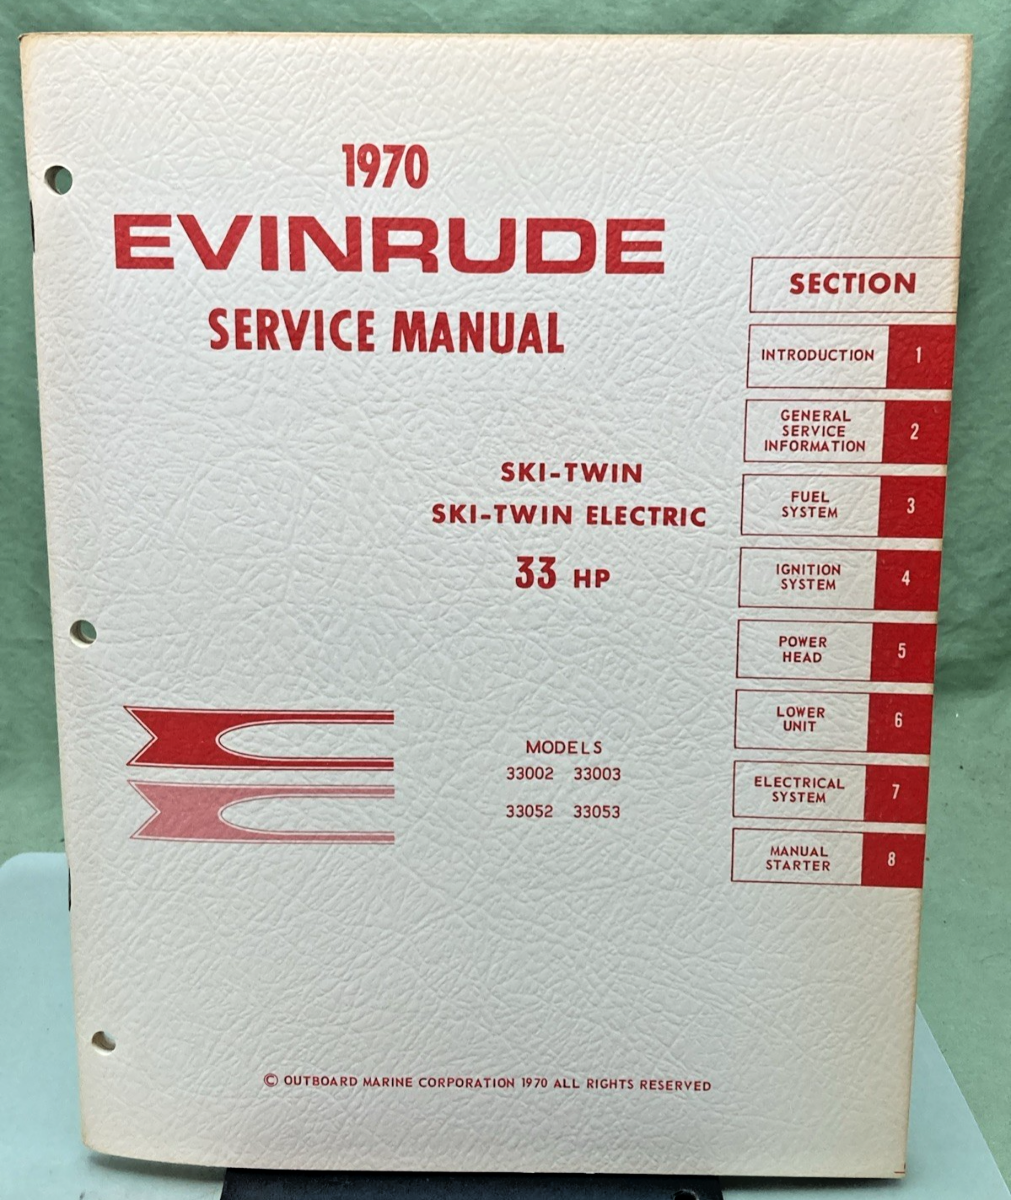 1970
EVINRUDE
SERVICE MANUAL
SKI-TWIN
SKI-TWIN ELECTRIC
33 HP
MODELS
33002 33003
33052 33053
SECTION
INTRODUCTION 1
GENERAL
SERVICE 2
INFORMATION
FUEL
SYSTEM 3
IGNITION
SYSTEM 4
POWER
HEAD 5
LOWER
UNIT 6
ELECTRICAL
SYSTEM 7
MANUAL
STARTER 8
© OUTBOARD MARINE CORPORATION 1970 ALL RIGHTS RESERVED